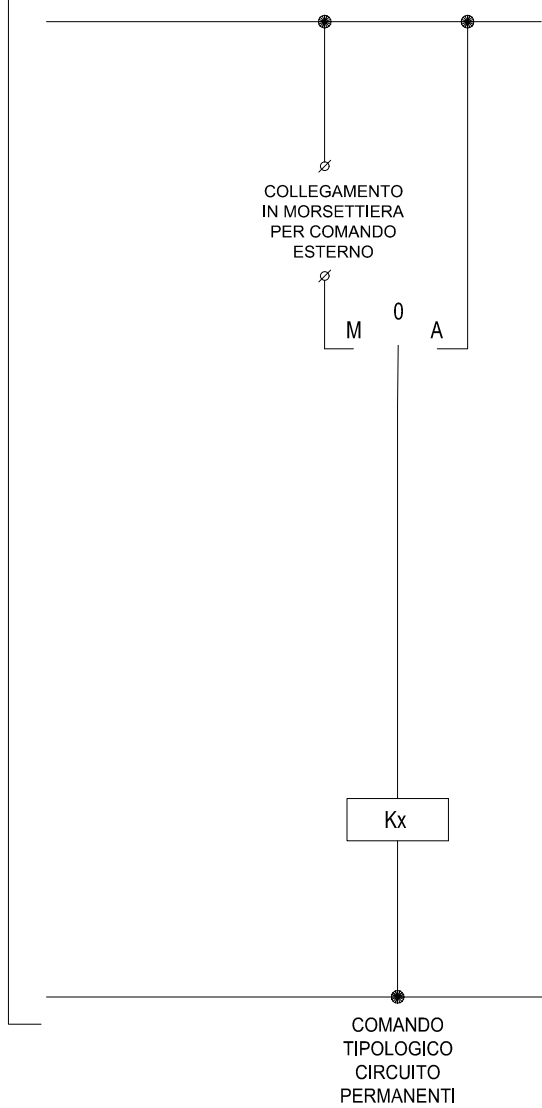 COLLEGAMENTO
IN MORSETTIERA
PER COMANDO
ESTERNO
M 0 A
Kx
COMANDO
TIPOLOGICO
CIRCUITO
PERMANENTI